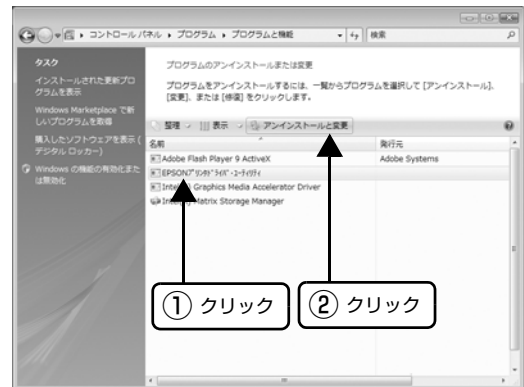 コントロール パネル ▸ プログラム ▸ プログラムと機能
検索
タスク
インストールされた更新プロ
グラムを表示
Windows Marketplace で新
しいプログラムを取得
購入したソフトウェアを表示 (
デジタル ロッカー)
Windows の機能の有効化また
は無効化
プログラムのアンインストールまたは変更
プログラムをアンインストールするには、一覧からプログラムを選択して [アンインストール]、
[変更]、または [修復] をクリックします。
整理 表示 アンインストールと変更
名前 発行元
Adobe Flash Player 9 ActiveX Adobe Systems
EPSONﾌﾟﾘﾝﾀﾄﾞﾗｲﾊﾞ･ﾕｰﾃｨﾘﾃｨ
Graphics Media Accelerator Driver
Matrix Storage Manager
① クリック
② クリック